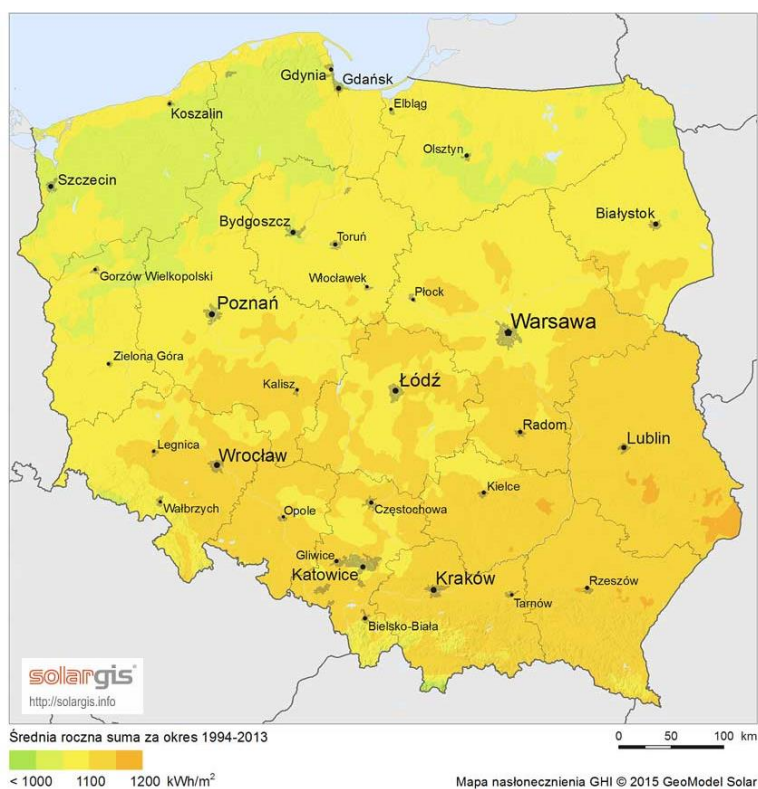 Gdynia
Gdańsk
Elbląg
Koszalin
Olsztyn
Szczecin
Białystok
Bydgoszcz
Toruń
Gorzów Wielkopolski
Włocławek
Płock
Poznań
Warsawa
Zielona Góra
Kalisz
Łódź
Radom
Lublin
Legnica
Wrocław
Kielce
Wałbrzych
Opole
Częstochowa
Gliwice
Katowice
Kraków
Rzeszów
Tarnów
Bielsko-Biała
solargis
http://solargis.info
Średnia roczna suma za okres 1994-2013
0 50 100 km
< 1000 1100 1200 kWh/m²
Mapa nasłonecznienia GHI © 2015 GeoModel Solar